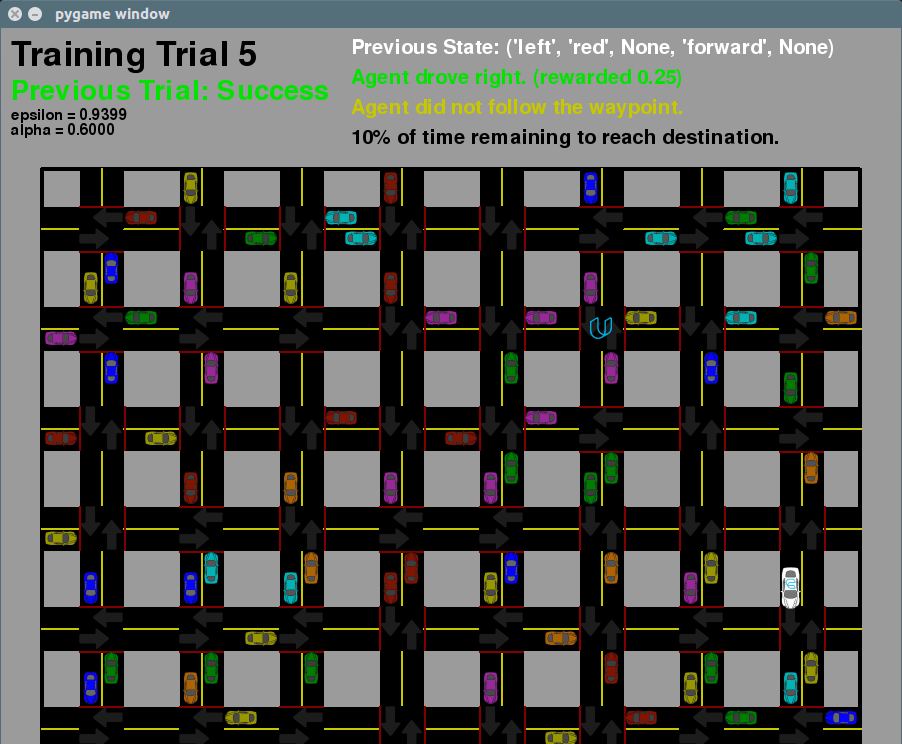 pygame window
Training Trial 5
Previous Trial: Success
epsilon = 0.9399
alpha = 0.6000
Previous State: ('left', 'red', None, 'forward', None)
Agent drove right. (rewarded 0.25)
Agent did not follow the waypoint.
10% of time remaining to reach destination.